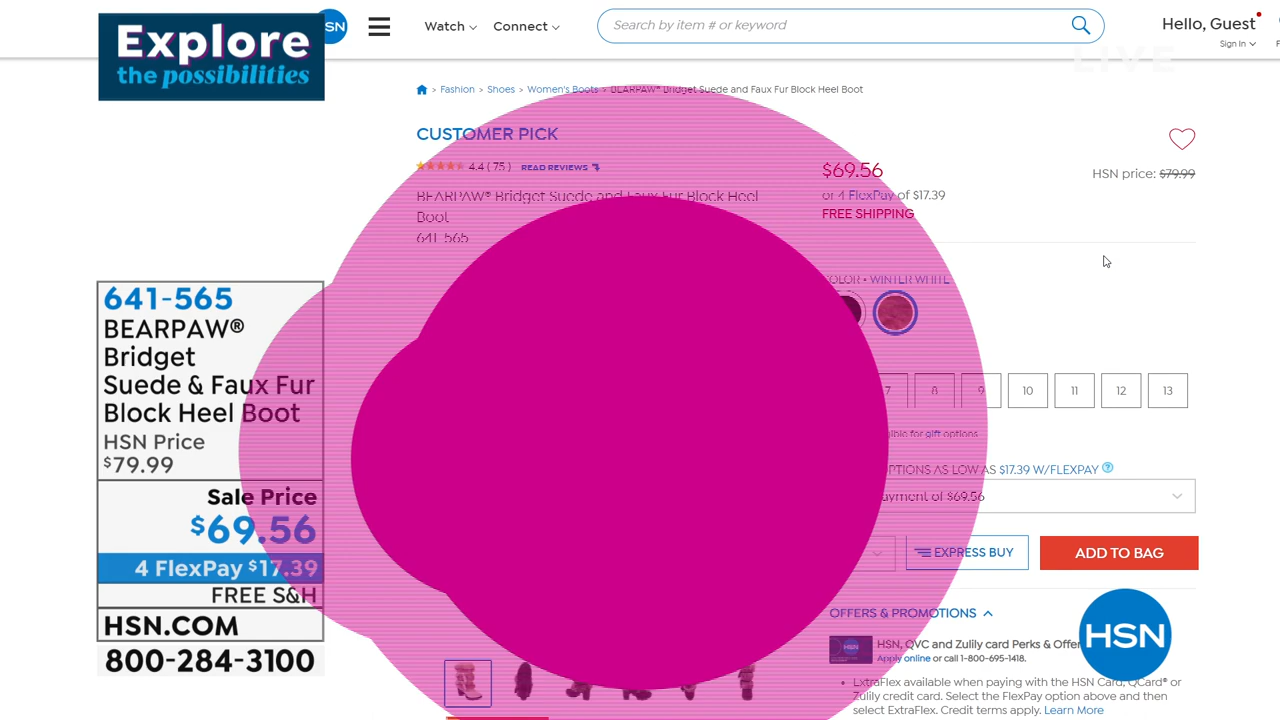 Explore
the possibilities
HSN
Watch
Connect
Search by item # or keyword
Hello, Guest
Sign In
LIVE
> Fashion > Shoes > Women's Boots > BEARPAW® Bridget Suede and Faux Fur Block Heel Boot
CUSTOMER PICK
4.4 ( 75 ) READ REVIEWS
BEARPAW® Bridget Suede and Faux Fur Block Heel
Boot
641-565
$69.56
HSN price: $79.99
or 4 FlexPay of $17.39
FREE SHIPPING
COLOR • WINTER WHITE
7 8 9 10 11 12 13
gift options
AS LOW AS $17.39 W/FLEXPAY
payment of $69.56
EXPRESS BUY
ADD TO BAG
OFFERS & PROMOTIONS
HSN, QVC and Zulily card Perks &
Apply online or call 1-800-695-1418.
• ExtraFlex available when paying with the HSN Card, QCard® or
Zulily credit card. Select the FlexPay option above and then
select ExtraFlex. Credit terms apply. Learn More
HSN
641-565
BEARPAW®
Bridget
Suede & Faux Fur
Block Heel Boot
HSN Price
$79.99
Sale Price
$69.56
4 FlexPay $17.39
FREE S&H
HSN.COM
800-284-3100